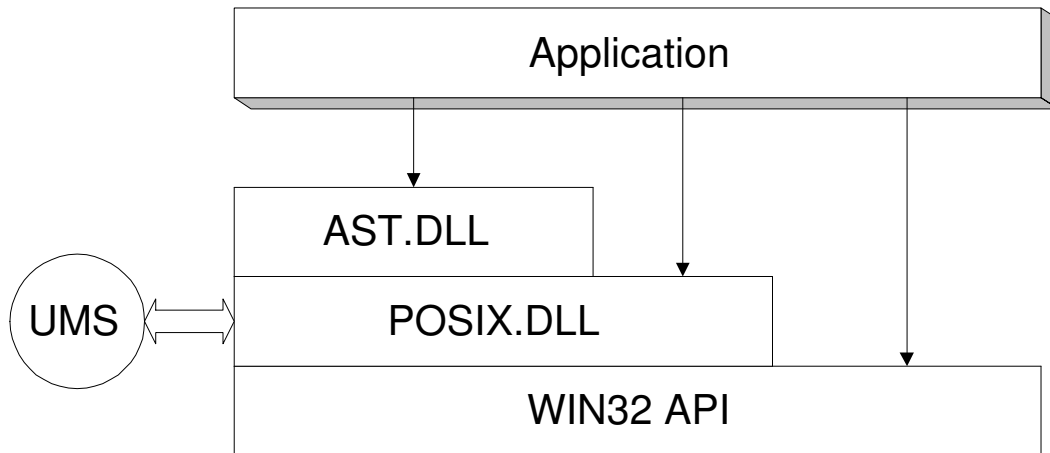 Application
AST.DLL
UMS
POSIX.DLL
WIN32 API